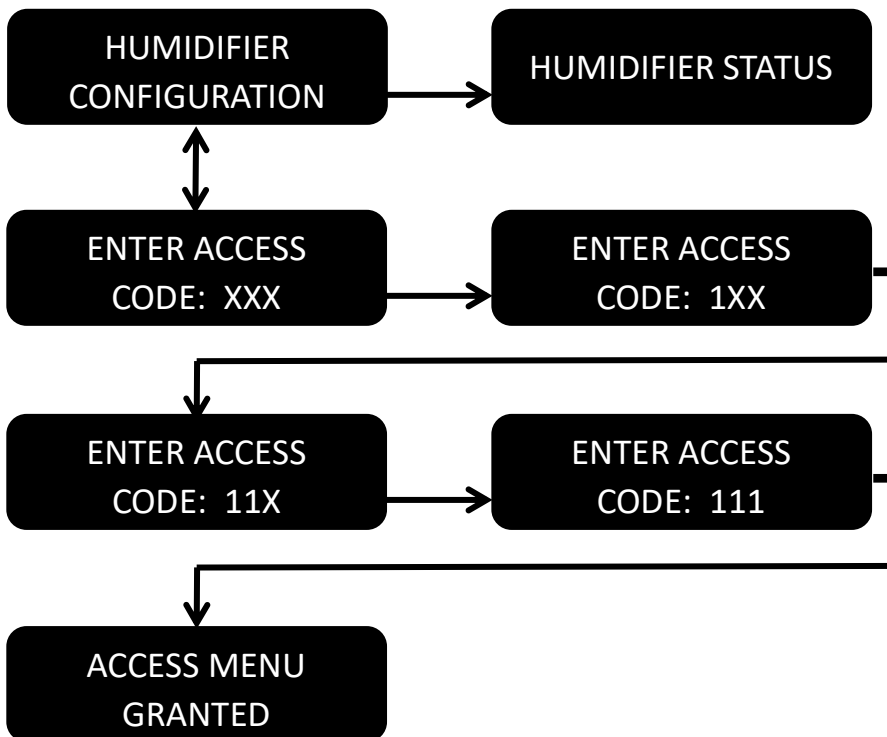 HUMIDIFIER
CONFIGURATION
HUMIDIFIER STATUS
ENTER ACCESS
CODE: XXX
ENTER ACCESS
CODE: 1XX
ENTER ACCESS
CODE: 11X
ENTER ACCESS
CODE: 111
ACCESS MENU
GRANTED